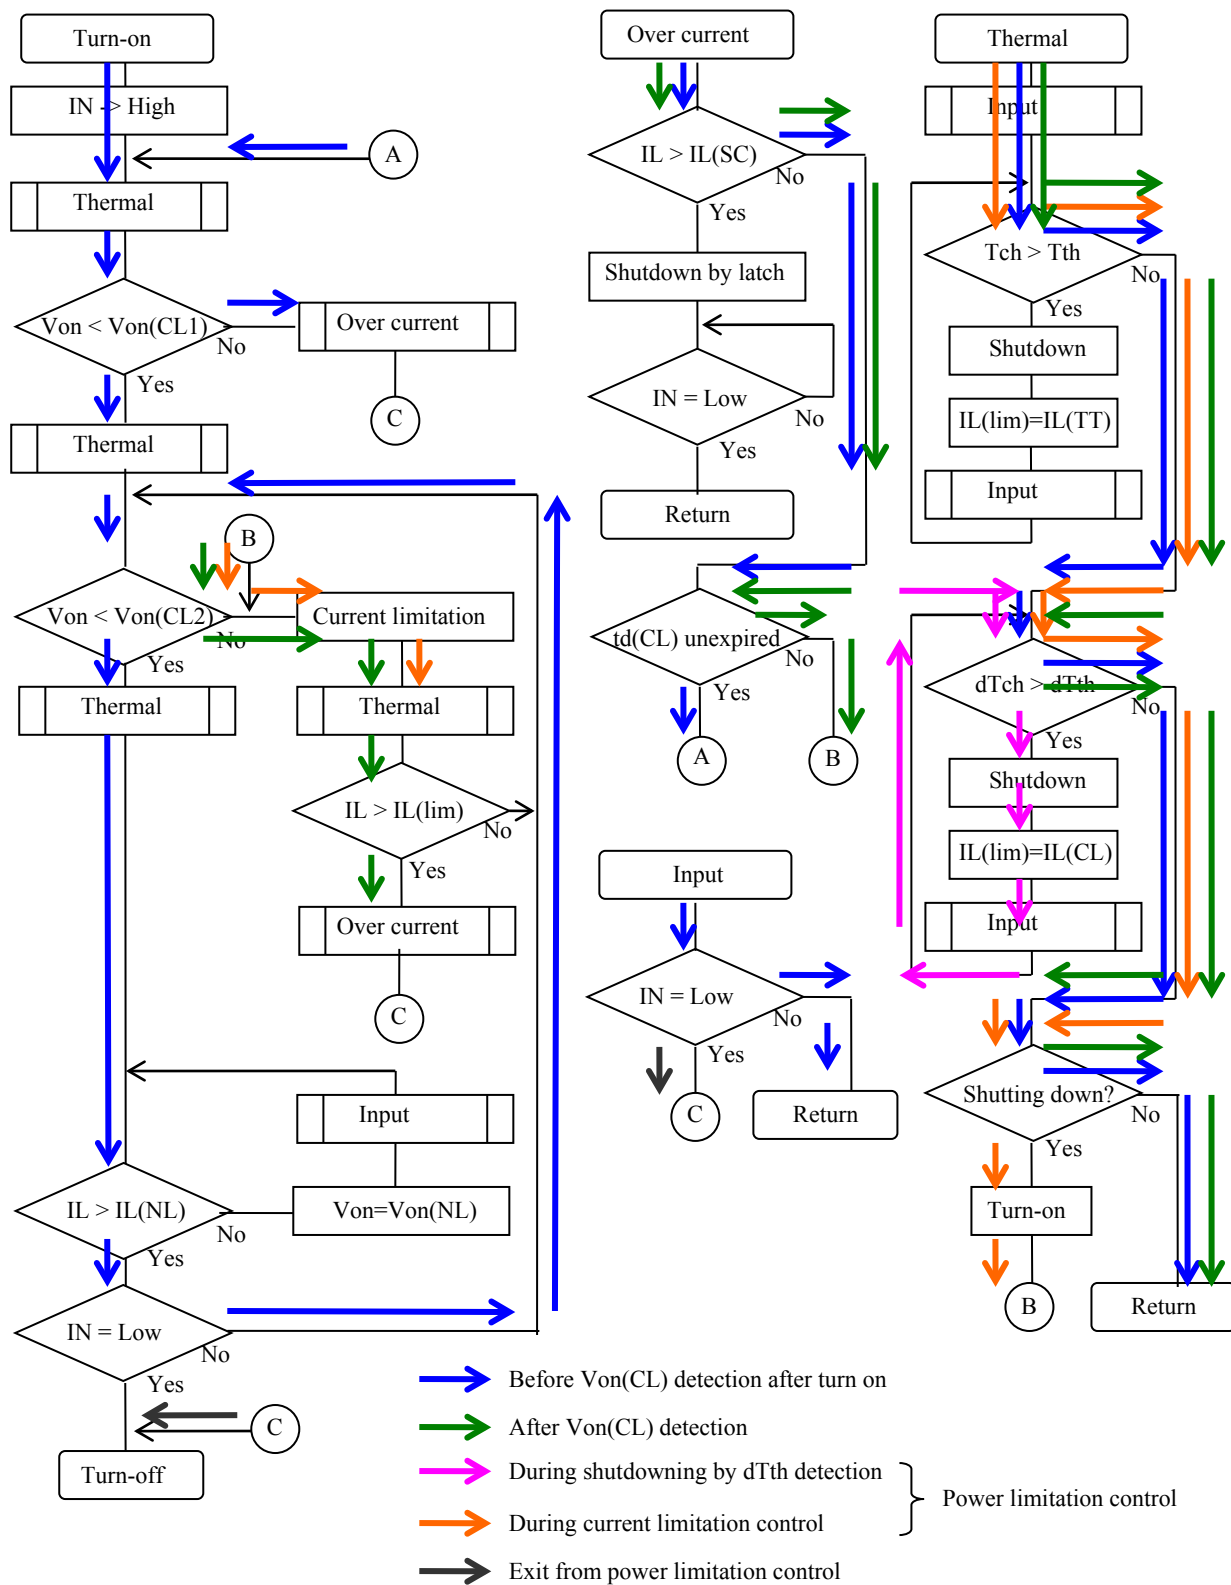 Turn-on
IN -> High
A
Thermal
Von < Von(CL1)
No
Yes
Over current
C
Thermal
B
Von < Von(CL2)
No
Yes
Current limitation
Thermal
Thermal
IL > IL(lim)
No
Yes
Over current
C
Input
Von=Von(NL)
IL > IL(NL)
No
Yes
IN = Low
No
Yes
C
Turn-off
Over current
IL > IL(SC)
No
Yes
Shutdown by latch
IN = Low
No
Yes
Return
td(CL) unexpired
No
Yes
A
B
Input
IN = Low
No
Yes
C
Return
Thermal
Input
Tch > Tth
No
Yes
Shutdown
IL(lim)=IL(TT)
Input
dTch > dTth
No
Yes
Shutdown
IL(lim)=IL(CL)
Input
Shutting down?
No
Yes
Turn-on
B
Return
Before Von(CL) detection after turn on
After Von(CL) detection
During shutdowning by dTth detection
During current limitation control
Power limitation control
Exit from power limitation control